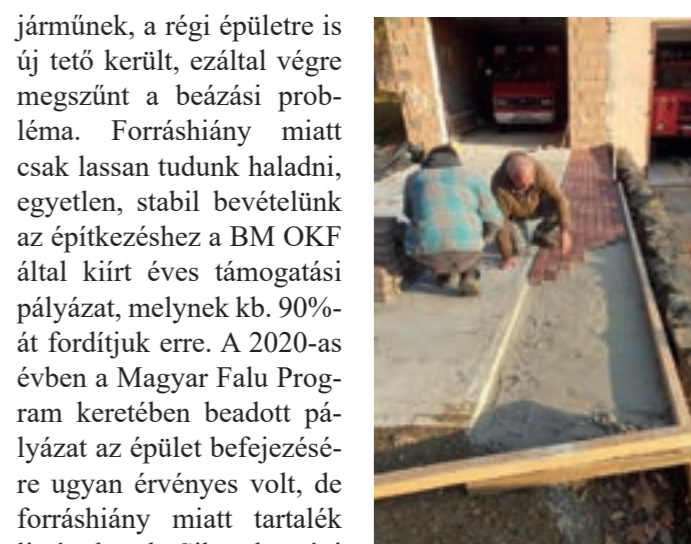 járműnek, a régi épületre is
új tető került, ezáltal végre
megszűnt a beázási prob-
léma. Forráshiány miatt
csak lassan tudunk haladni,
egyetlen, stabil bevételünk
az építkezéshez a BM OKF
által kiírt éves támogatási
pályázat, melynek kb. 90%-
át fordítjuk erre. A 2020-as
évben a Magyar Falu Prog-
ram keretében beadott pá-
lyázat az épület befejezésé-
re ugyan érvényes volt, de
forráshiány miatt tartalék